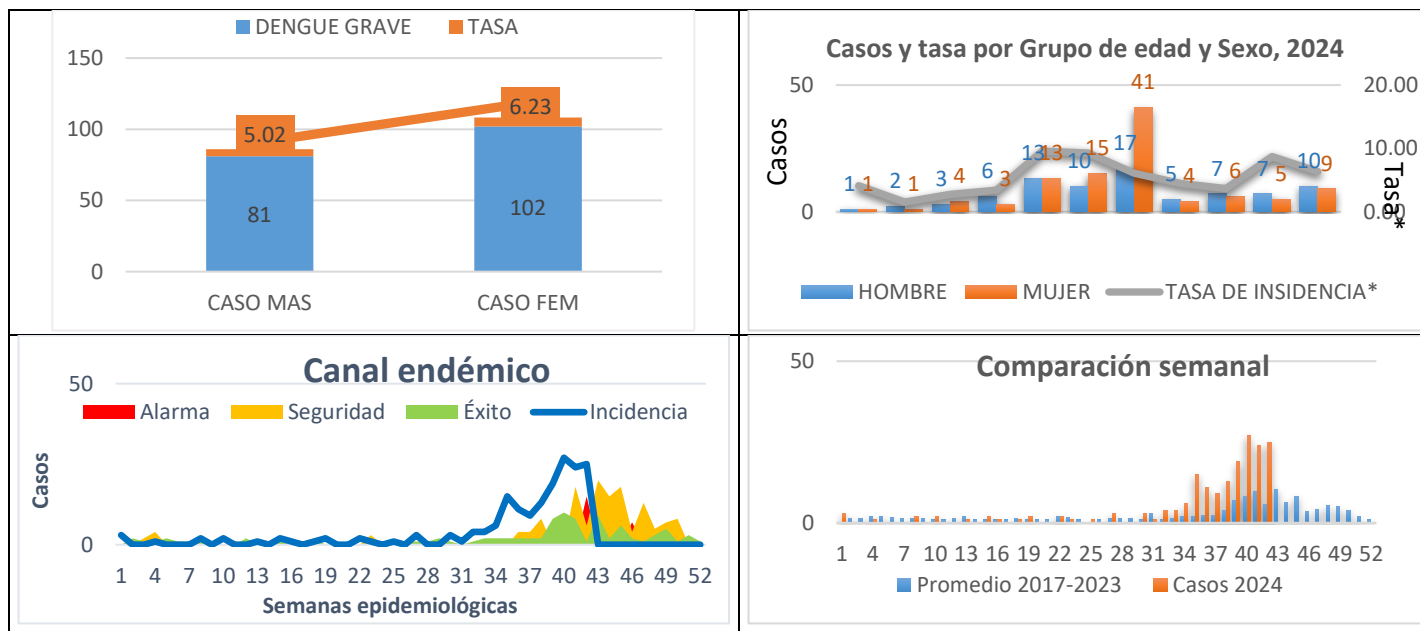 DENGUE GRAVE TASA
150
100
50
0
5.02
6.23
81
102
CASO MAS CASO FEM
Casos y tasa por Grupo de edad y Sexo, 2024
50
0
Casos
20.00
10.00
0.00
Tasa*
1 1 2 1 3 4 6 3 13 13 10 15 17 41 5 4 7 6 7 5 10 9
HOMBRE MUJER TASA DE INSIDENCIA*
Canal endémico
50
0
Alarma Seguridad Éxito Incidencia
Casos
1 4 7 10 13 16 19 22 25 28 31 34 37 40 43 46 49 52
Semanas epidemiológicas
Comparación semanal
50
0
1 4 7 10 13 16 19 22 25 28 31 34 37 40 43 46 49 52
Promedio 2017-2023 Casos 2024